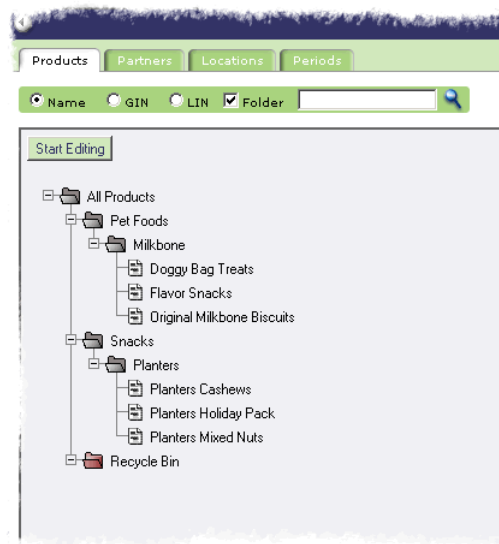 Products Partners Locations Periods
Name GIN LIN Folder
Start Editing
All Products
Pet Foods
Milkbone
Doggy Bag Treats
Flavor Snacks
Original Milkbone Biscuits
Snacks
Planters
Planters Cashews
Planters Holiday Pack
Planters Mixed Nuts
Recycle Bin